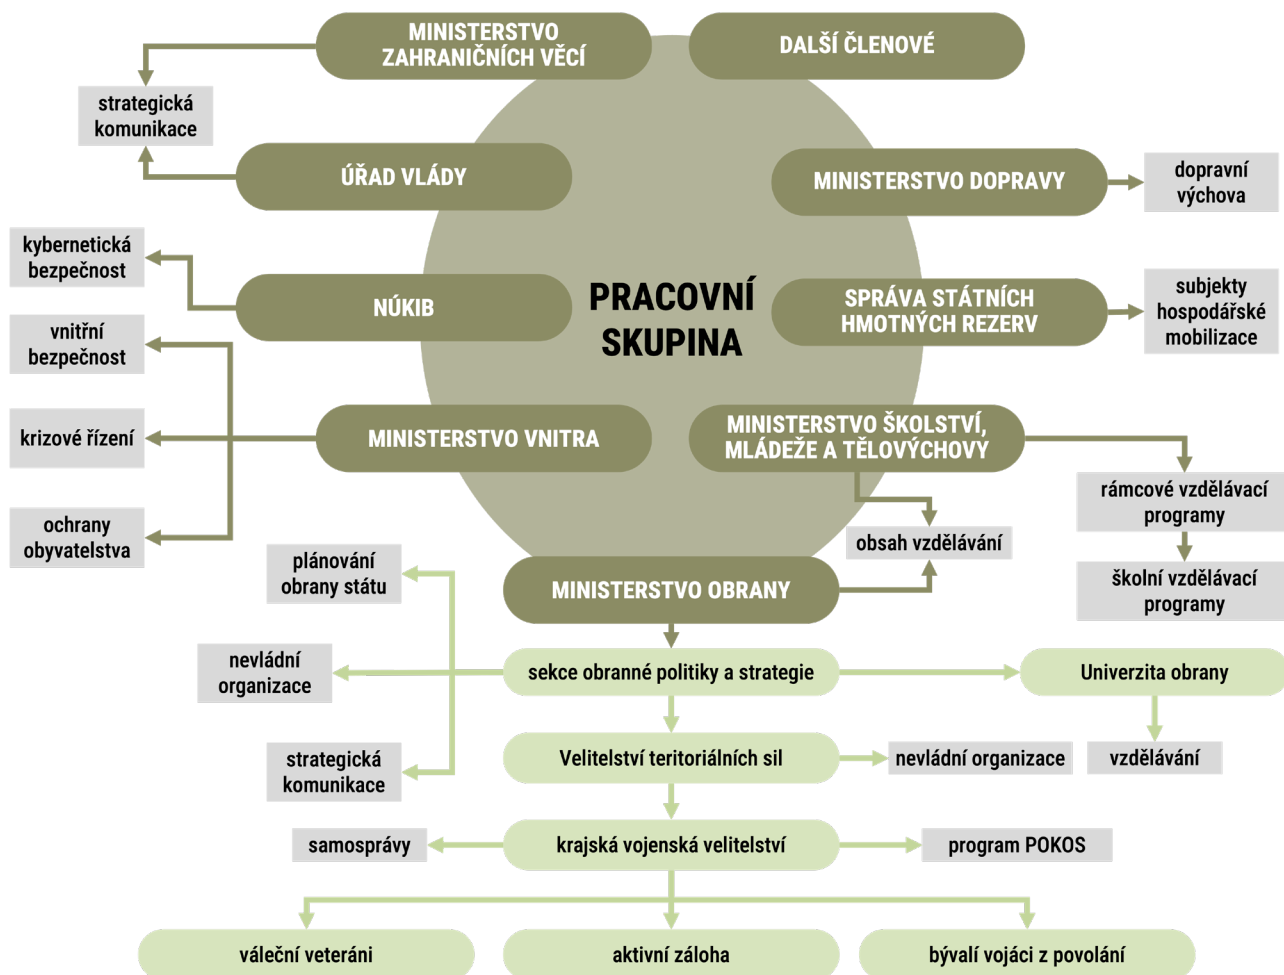 MINISTERSTVO
ZAHRANIČNÍCH VĚCÍ
DALŠÍ ČLENOVÉ
strategická
komunikace
ÚŘAD VLÁDY
MINISTERSTVO DOPRAVY
dopravní
výchova
kybernetická
bezpečnost
NÚKIB
PRACOVNÍ
SKUPINA
SPRÁVA STÁTNÍCH
HMOTNÝCH REZERV
subjekty
hospodářské
mobilizace
vnitřní
bezpečnost
krizové řízení
MINISTERSTVO VNITRA
MINISTERSTVO ŠKOLSTVÍ,
MLÁDEŽE A TĚLOVÝCHOVY
rámcové vzdělávací
programy
ochrany
obyvatelstva
obsah vzdělávání
školní vzdělávací
programy
plánování
obrany státu
MINISTERSTVO OBRANY
nevládní
organizace
sekce obranné politiky a strategie
Univerzita obrany
strategická
komunikace
Velitelství teritoriálních sil
nevládní organizace
vzdělávání
samosprávy
krajská vojenská velitelství
program POKOS
váleční veteráni
aktivní záloha
bývalí vojáci z povolání